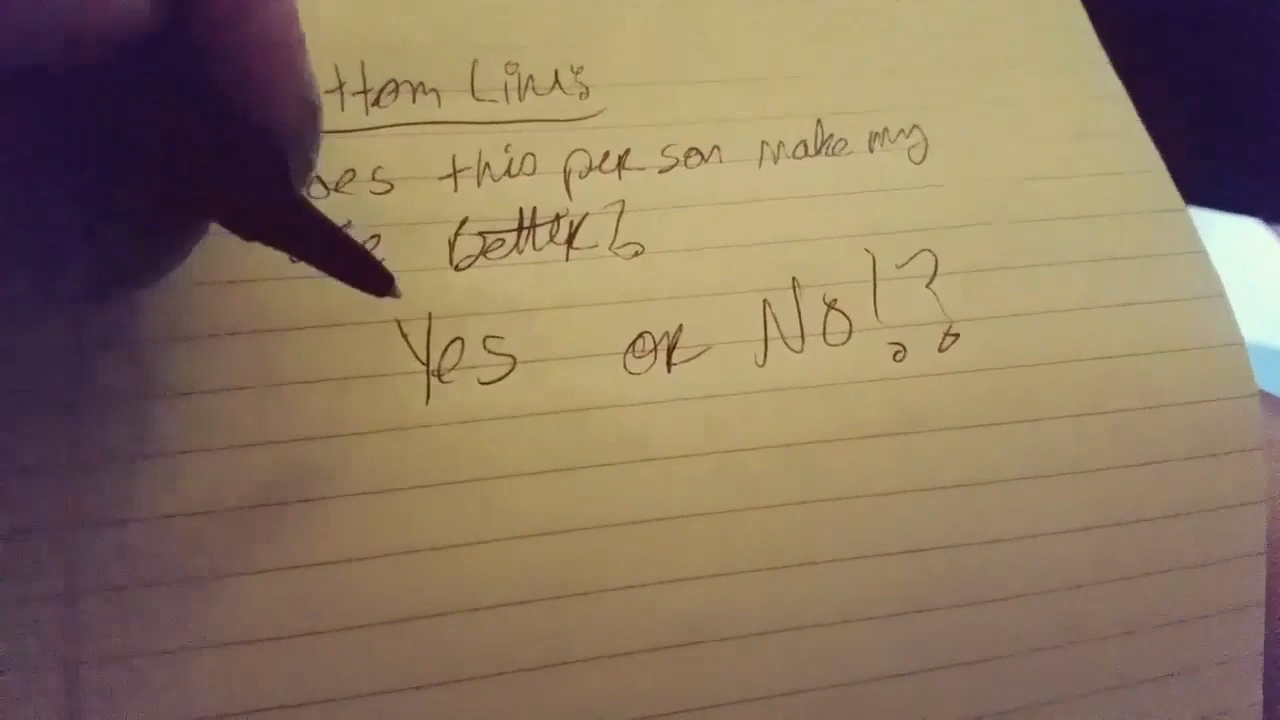 ttom Line:
oes this person make my
better?
Yes or No!?